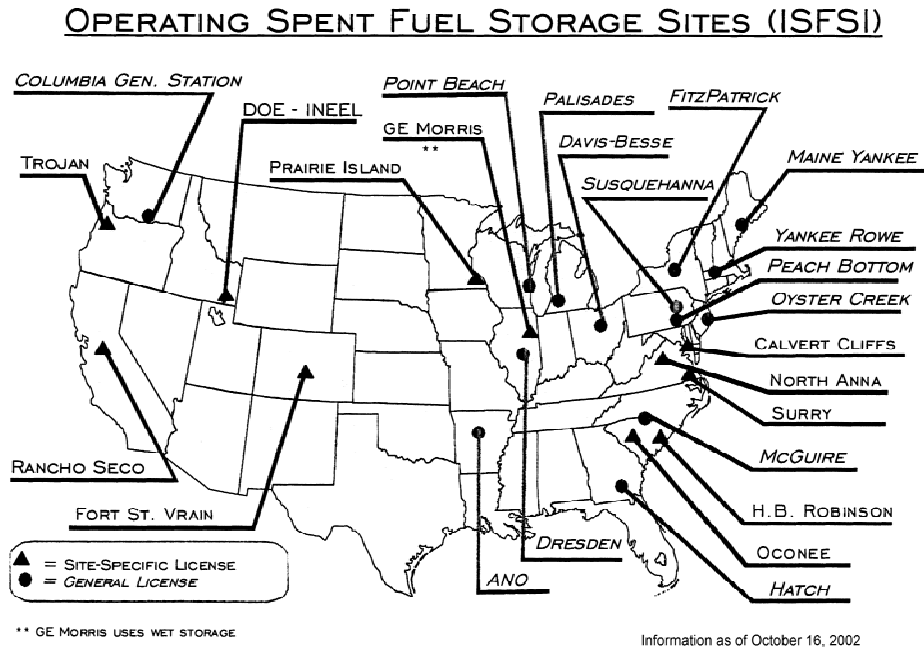 OPERATING SPENT FUEL STORAGE SITES (ISFSI)
COLUMBIA GEN. STATION
POINT BEACH
PALISADES
FITZPATRICK
DOE - INEEL
GE MORRIS
**
DAVIS-BESSE
TROJAN
PRAIRIE ISLAND
SUSQUEHANNA
MAINE YANKEE
YANKEE ROWE
PEACH BOTTOM
OYSTER CREEK
CALVERT CLIFFS
NORTH ANNA
SURRY
RANCHO SECO
MCGUIRE
FORT ST. VRAIN
H.B. ROBINSON
DRESDEN
OCONEE
ANO
HATCH
= SITE-SPECIFIC LICENSE
= GENERAL LICENSE
** GE MORRIS USES WET STORAGE
Information as of October 16, 2002